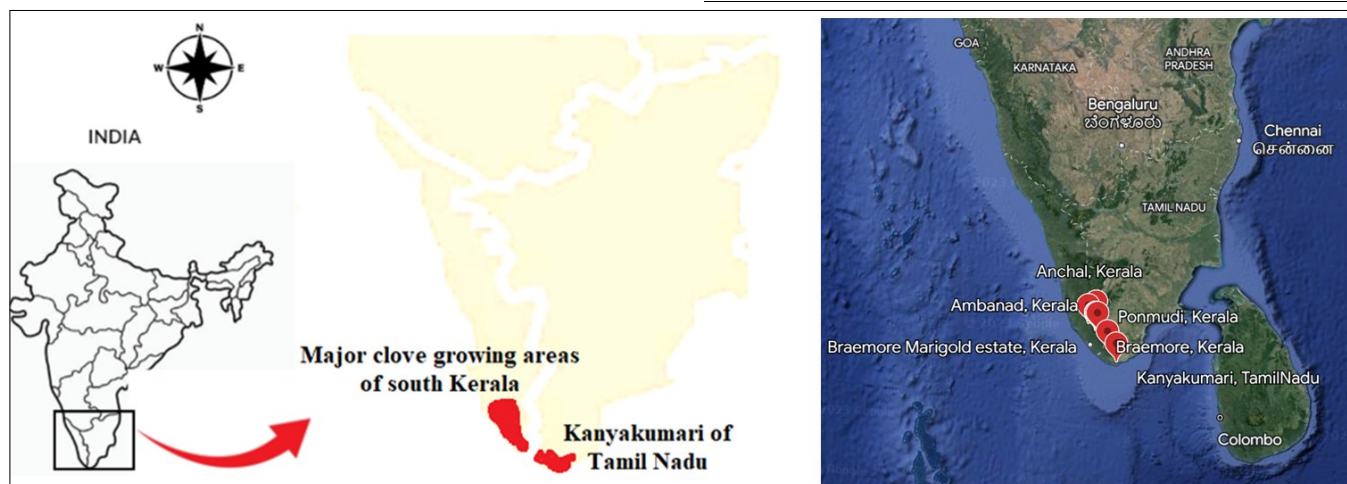 N
W E
S
INDIA
Major clove growing areas
of south Kerala
Kanyakumari of
Tamil Nadu
GOA
KARNATAKA
ANDHRA
PRADESH
Bengaluru
ಬೆಂಗಳೂರು
Chennai
சென்னை
TAMIL NADU
Anchal, Kerala
Ambanad, Kerala
Ponmudi, Kerala
Braemore Marigold estate, Kerala
Braemore, Kerala
Kanyakumari, TamilNadu
Colombo